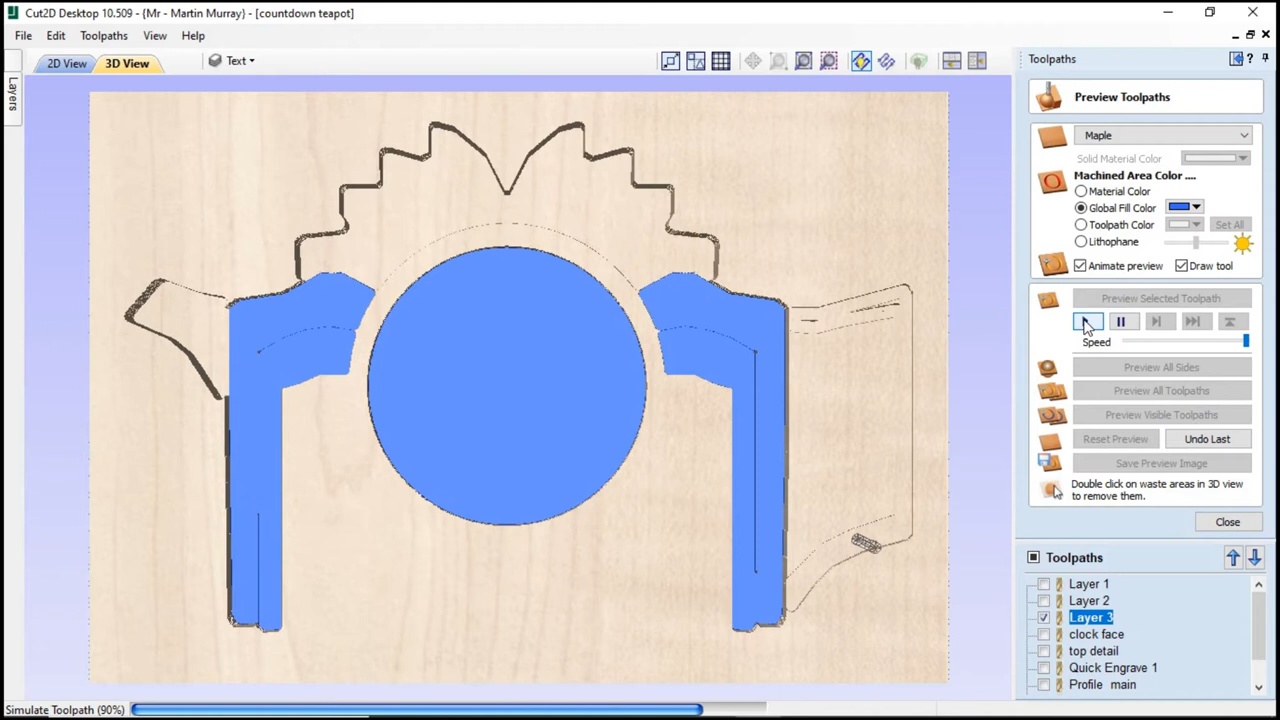 Cut2D Desktop 10.509 - {Mr - Martin Murray} - [countdown teapot]
File Edit Toolpaths View Help
2D View 3D View Text
Layers
Toolpaths
Preview Toolpaths
Maple
Solid Material Color
Machined Area Color ....
Material Color
Global Fill Color
Toolpath Color Set All
Lithophane
Animate preview Draw tool
Preview Selected Toolpath
Speed
Preview All Sides
Preview All Toolpaths
Preview Visible Toolpaths
Reset Preview Undo Last
Save Preview Image
Double click on waste areas in 3D view
to remove them.
Close
Toolpaths
Layer 1
Layer 2
Layer 3
clock face
top detail
Quick Engrave 1
Profile main
Simulate Toolpath (90%)